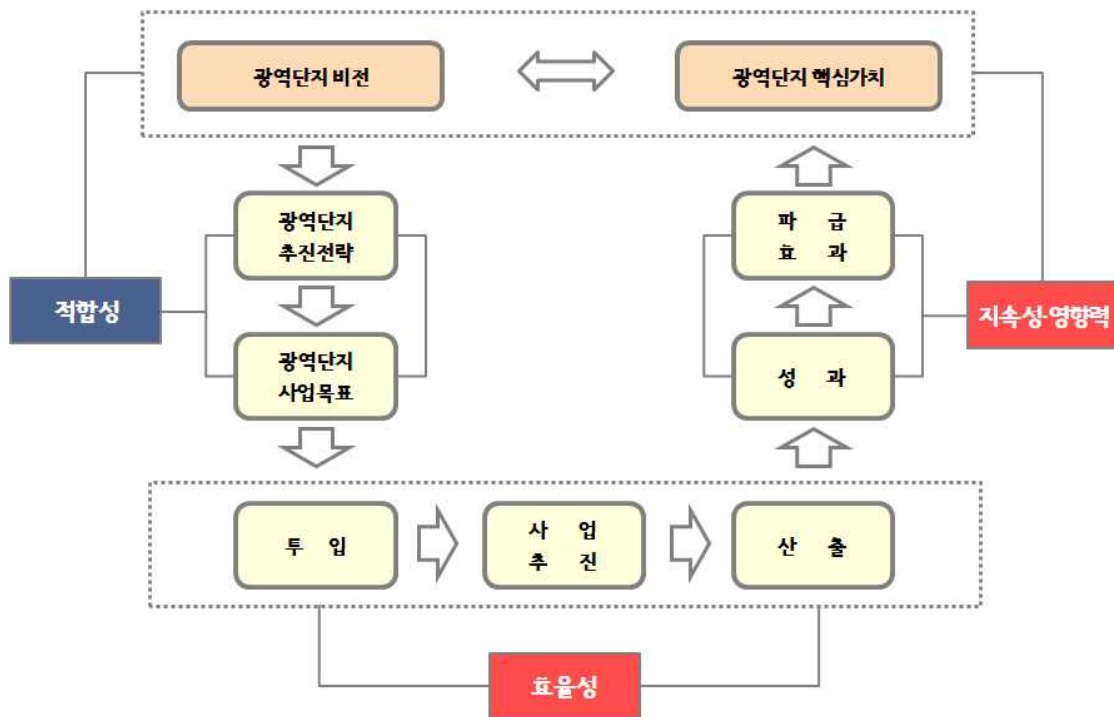 광역단지 비전
광역단지 핵심가치
광역단지
추진전략
파 급
효 과
적합성
지속성·영향력
광역단지
사업목표
성 과
투 입
사 업
추 진
산 출
효율성